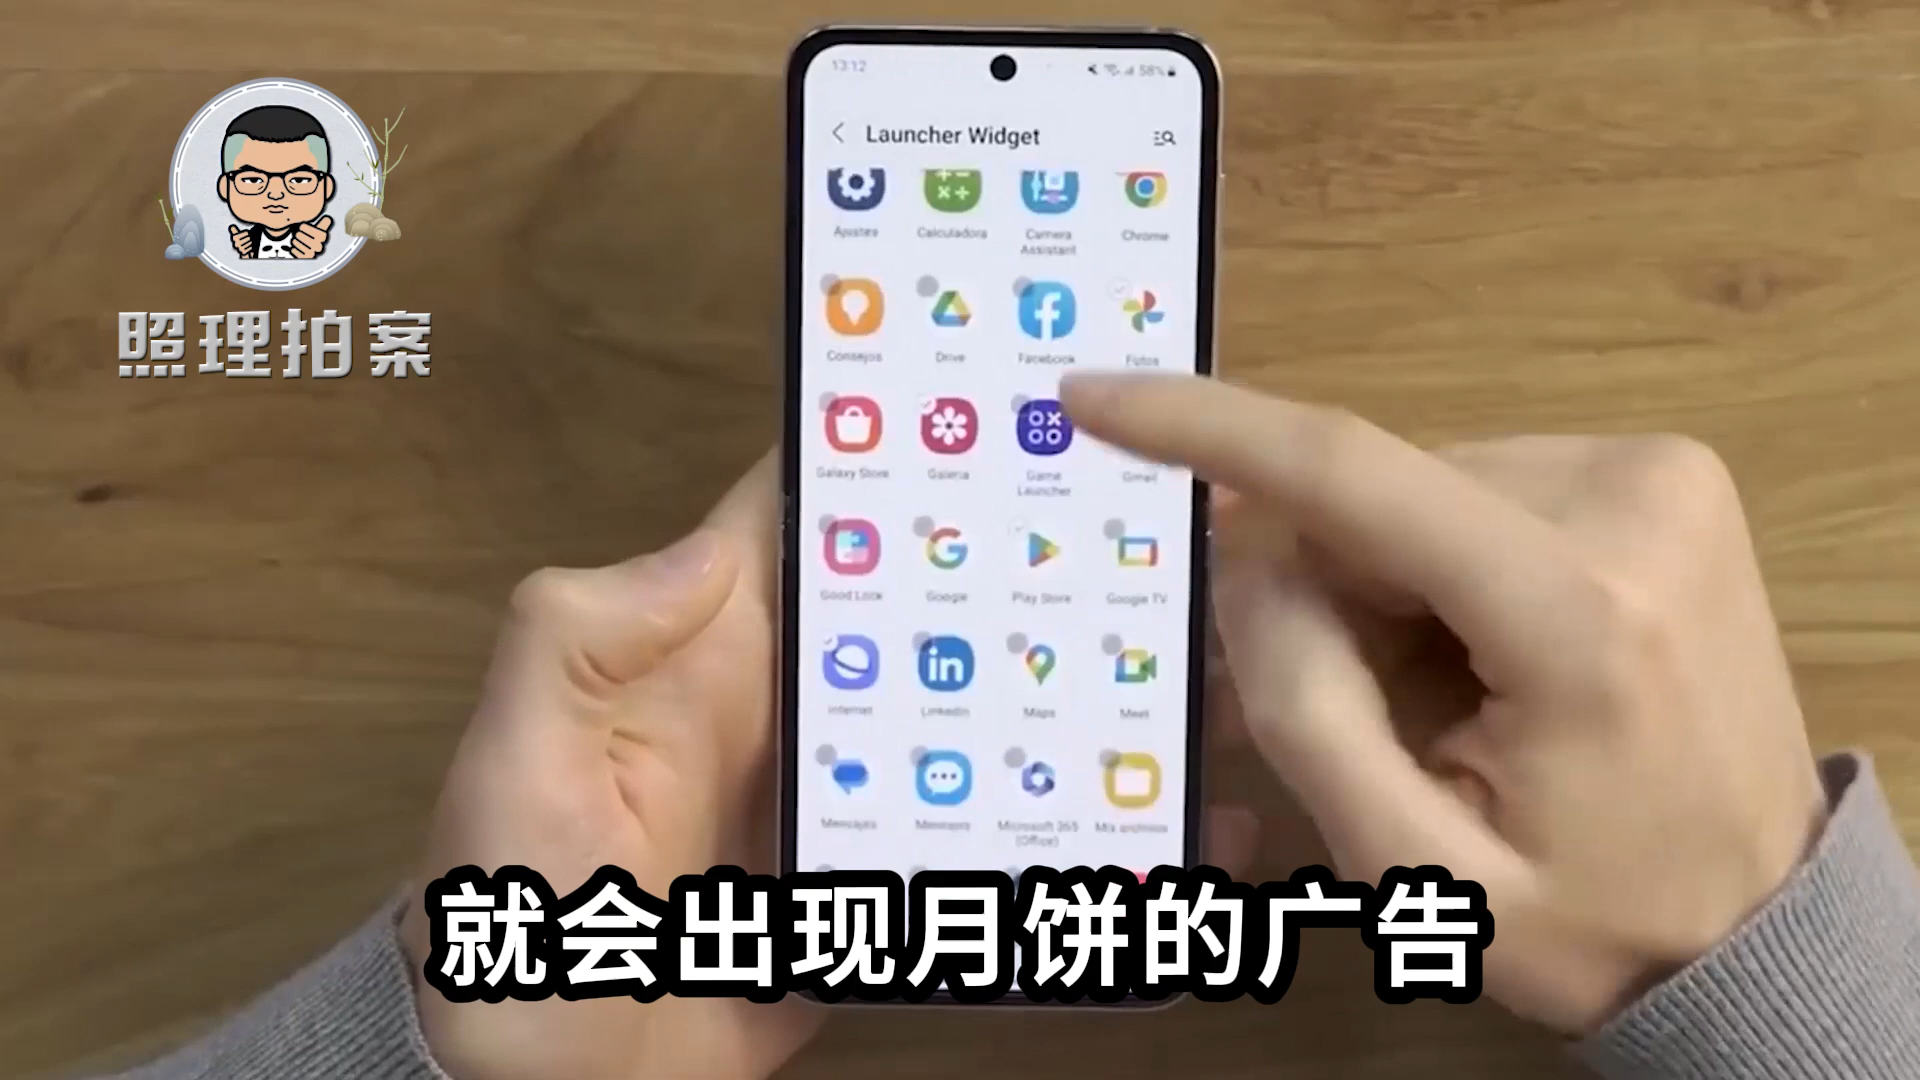 13:12
58%
Launcher Widget
Ajustes
Calculadora
Camera
Assistant
Chrome
Consejos
Drive
Facebook
Fotos
Galaxy Store
Galería
Game
Launcher
Gmail
Good Lock
Google
Play Store
Google TV
Internet
LinkedIn
Maps
Meet
Mensajes
Mensajes
Microsoft 365
(Office)
Mis archivos
照理拍案
就会出现月饼的广告